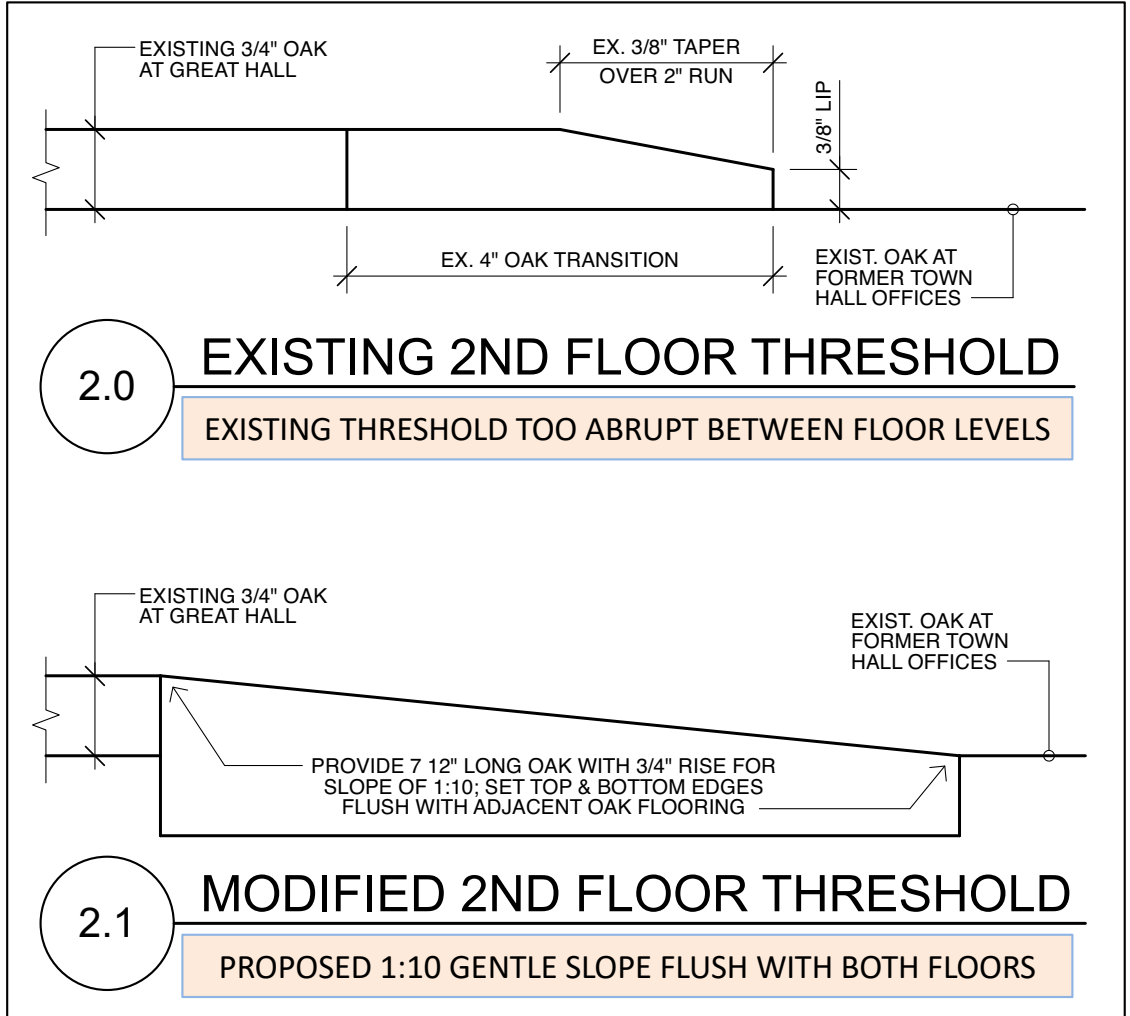 EXISTING 3/4" OAK
AT GREAT HALL
EX. 3/8" TAPER
OVER 2" RUN
3/8" LIP
EX. 4" OAK TRANSITION
EXIST. OAK AT
FORMER TOWN
HALL OFFICES
2.0
EXISTING 2ND FLOOR THRESHOLD
EXISTING THRESHOLD TOO ABRUPT BETWEEN FLOOR LEVELS
EXISTING 3/4" OAK
AT GREAT HALL
EXIST. OAK AT
FORMER TOWN
HALL OFFICES
PROVIDE 7 12" LONG OAK WITH 3/4" RISE FOR
SLOPE OF 1:10; SET TOP & BOTTOM EDGES
FLUSH WITH ADJACENT OAK FLOORING
2.1
MODIFIED 2ND FLOOR THRESHOLD
PROPOSED 1:10 GENTLE SLOPE FLUSH WITH BOTH FLOORS